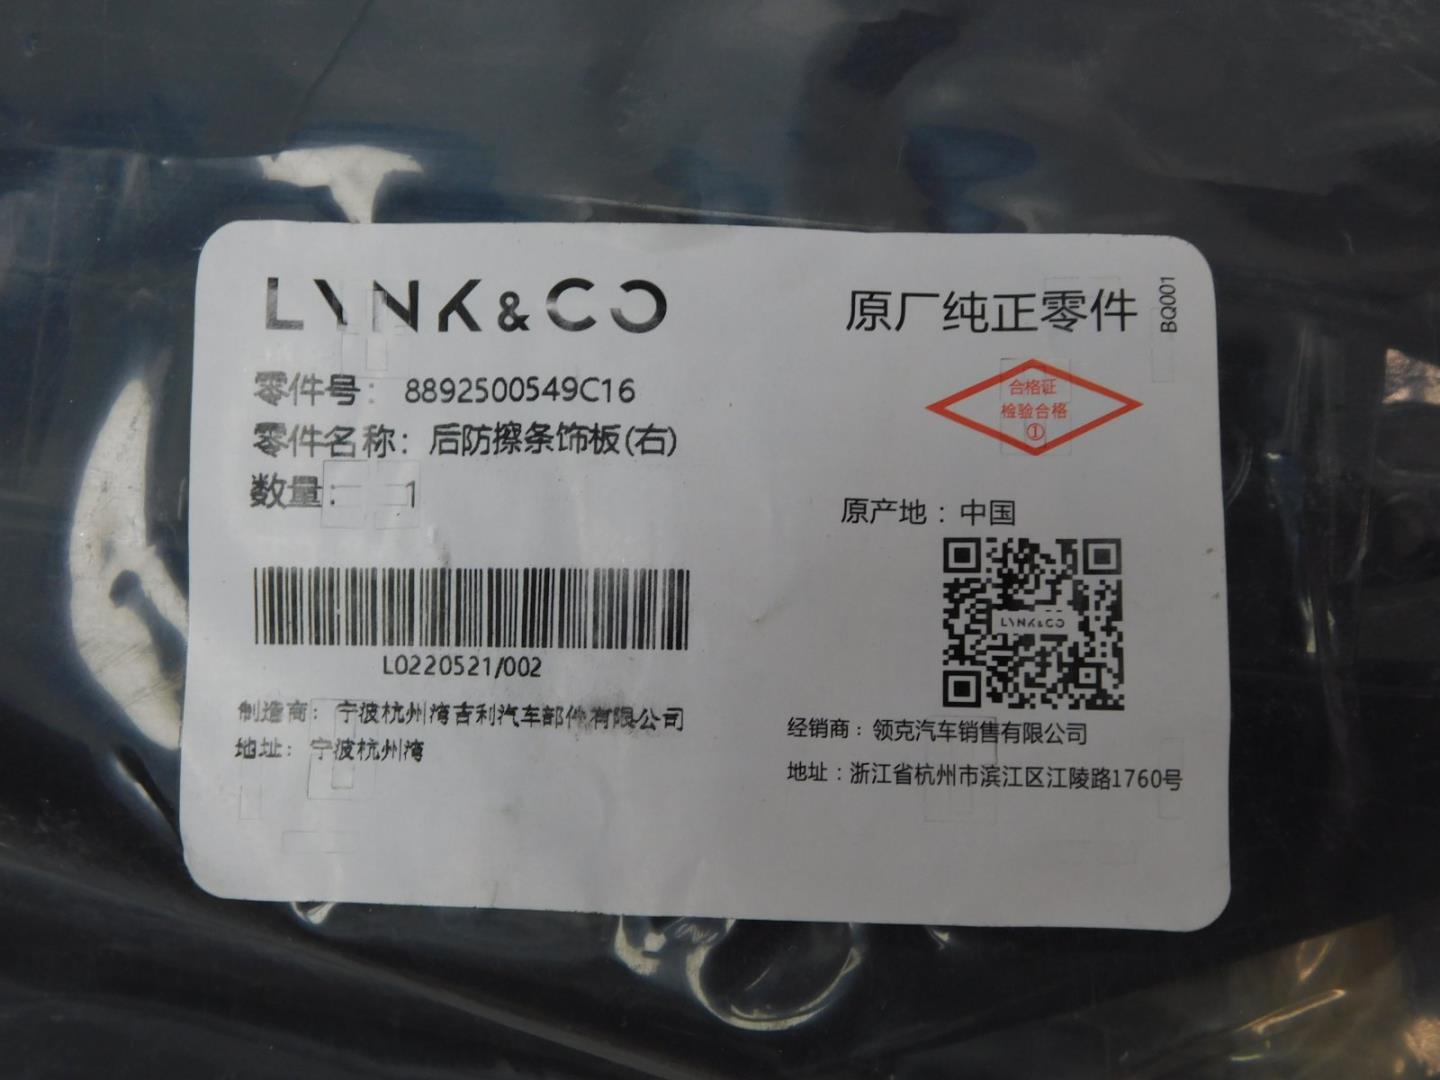 LYNK&CO
原厂纯正零件
BQ001
零件号: 8892500549C16
零件名称: 后防擦条饰板(右)
数量: 1
合格证
检验合格
①
原产地: 中国
LYNK&CO
L0220521/002
制造商: 宁波杭州湾吉利汽车部件有限公司
地址: 宁波杭州湾
经销商: 领克汽车销售有限公司
地址: 浙江省杭州市滨江区江陵路1760号